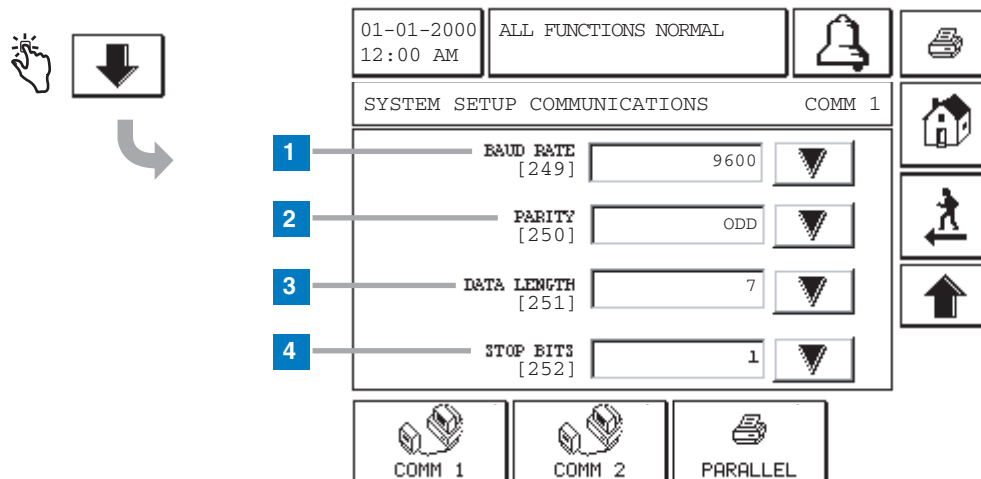 01-01-2000
12:00 AM
ALL FUNCTIONS NORMAL
SYSTEM SETUP COMMUNICATIONS COMM 1
1
BAUD RATE
[249]
9600
2
PARITY
[250]
ODD
3
DATA LENGTH
[251]
7
4
STOP BITS
[252]
1
COMM 1
COMM 2
PARALLEL